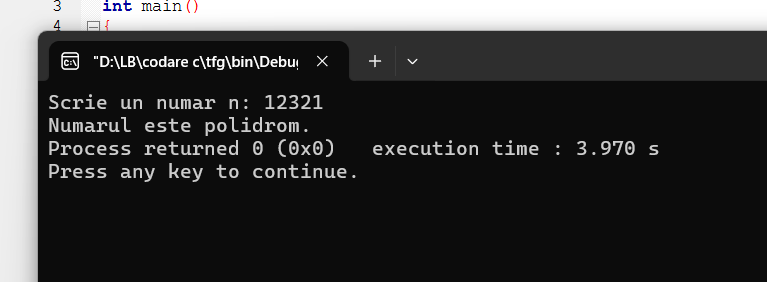 3 int main()
4 {
"D:\LB\codare c\tfg\bin\Debu
Scrie un numar n: 12321
Numarul este polidrom.
Process returned 0 (0x0)   execution time : 3.970 s
Press any key to continue.